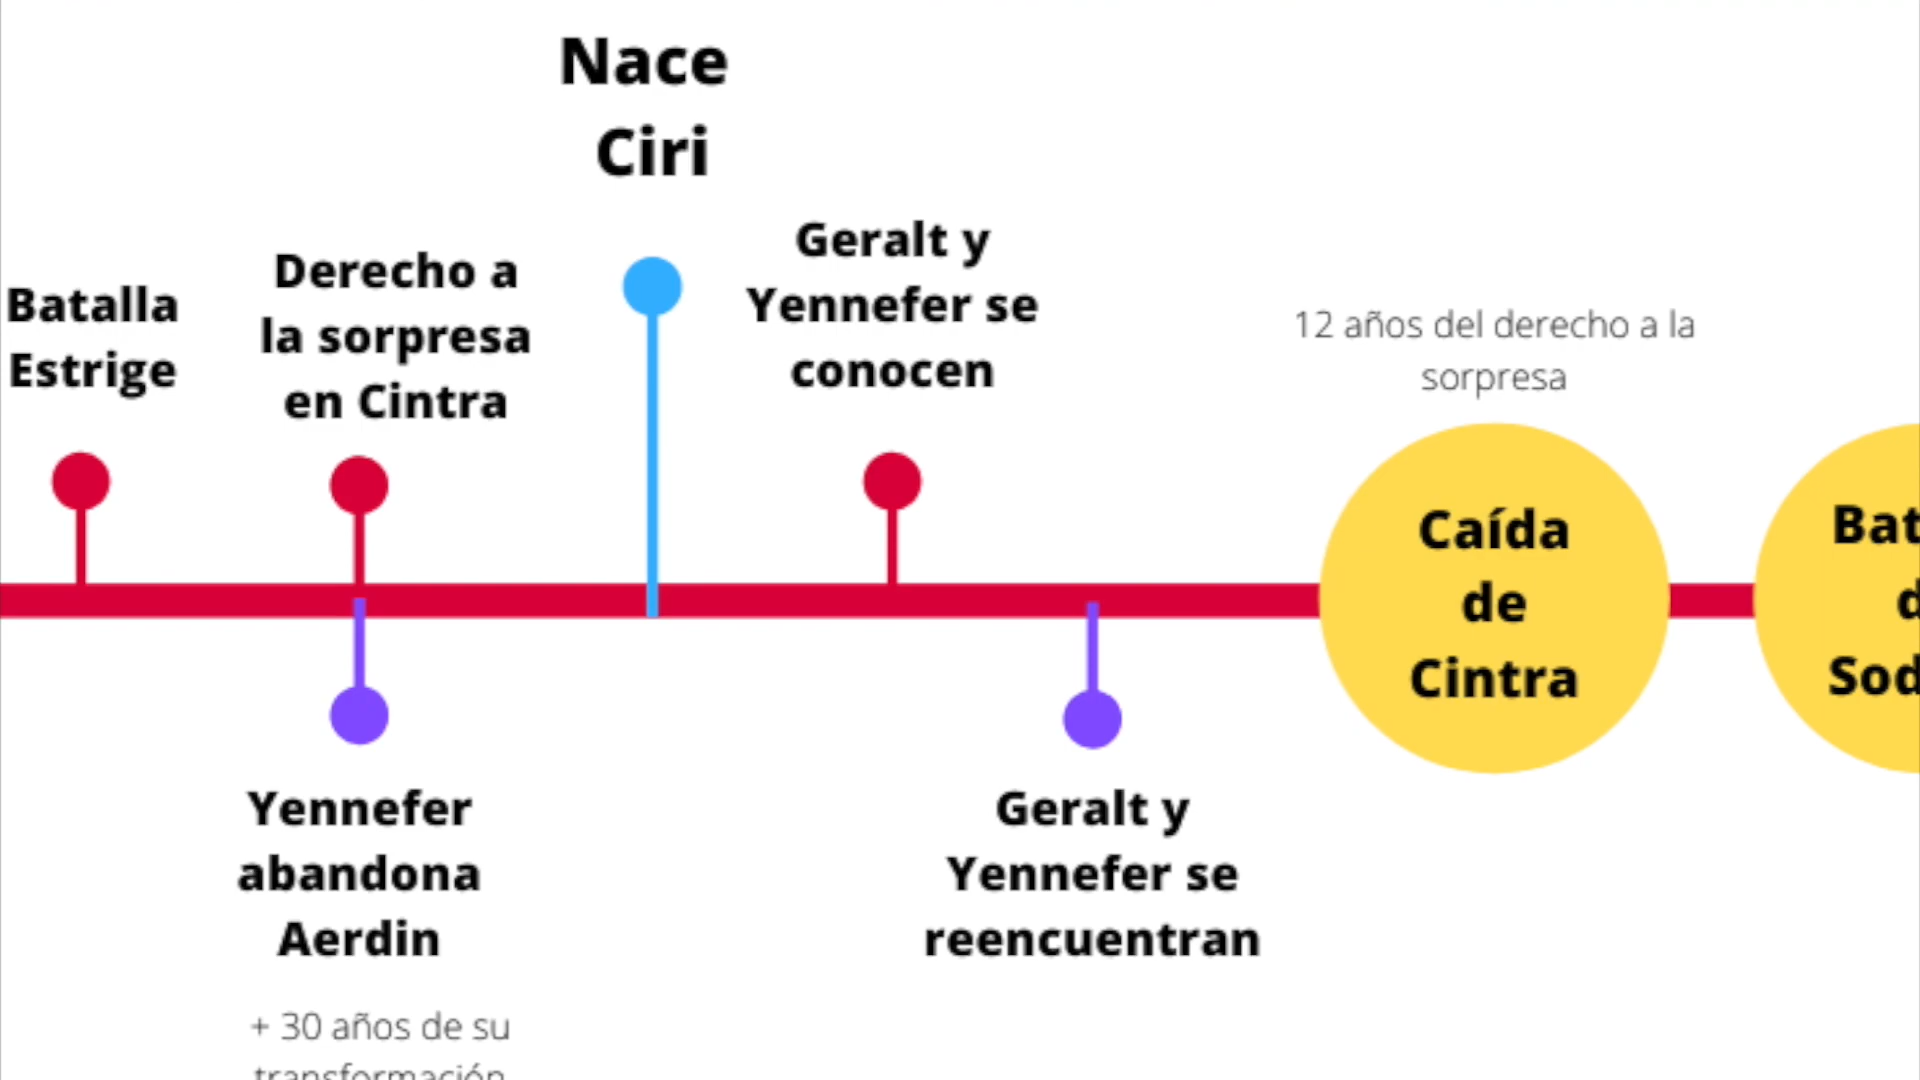 Nace
Ciri
Batalla
Estrige
Derecho a
la sorpresa
en Cintra
Geralt y
Yennefer se
conocen
12 años del derecho a la
sorpresa
Caída
de
Cintra
Yennefer
abandona
Aerdin
+ 30 años de su
transformación
Geralt y
Yennefer se
reencuentran